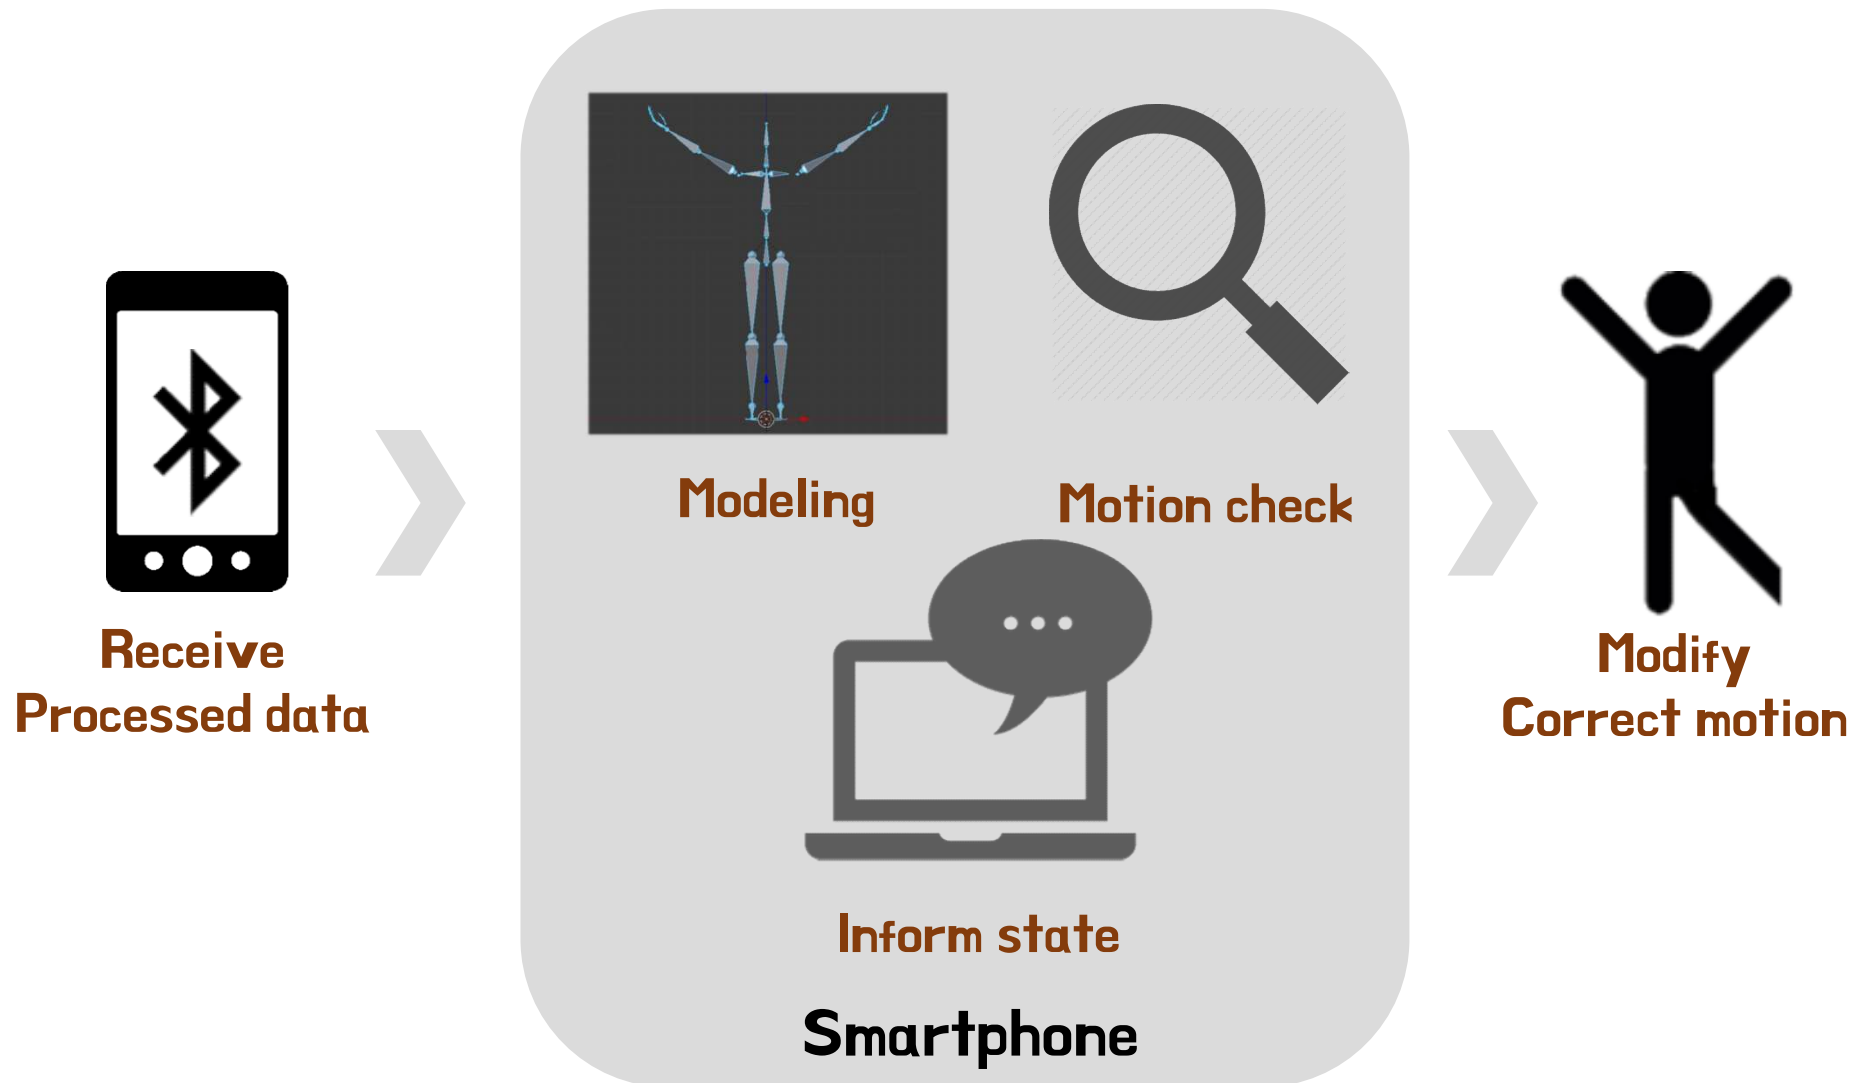 Receive
Processed data
Modeling
Motion check
Inform state
Smartphone
Modify
Correct motion